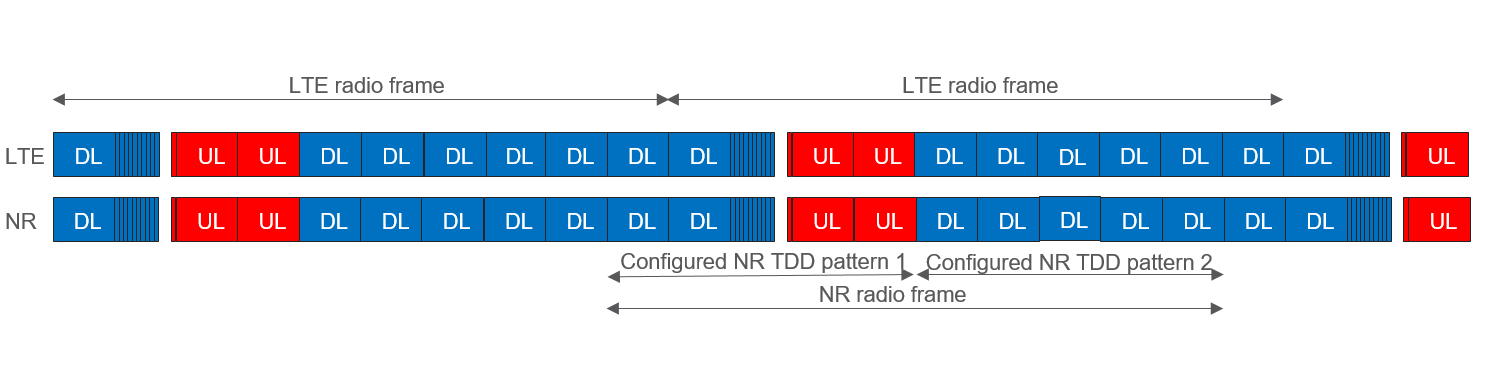 LTE radio frame LTE radio frame
LTE DL UL UL DL DL DL DL DL DL DL UL UL DL DL DL DL DL DL DL UL
NR DL UL UL DL DL DL DL DL DL DL UL UL DL DL DL DL DL DL DL UL
Configured NR TDD pattern 1 Configured NR TDD pattern 2
NR radio frame